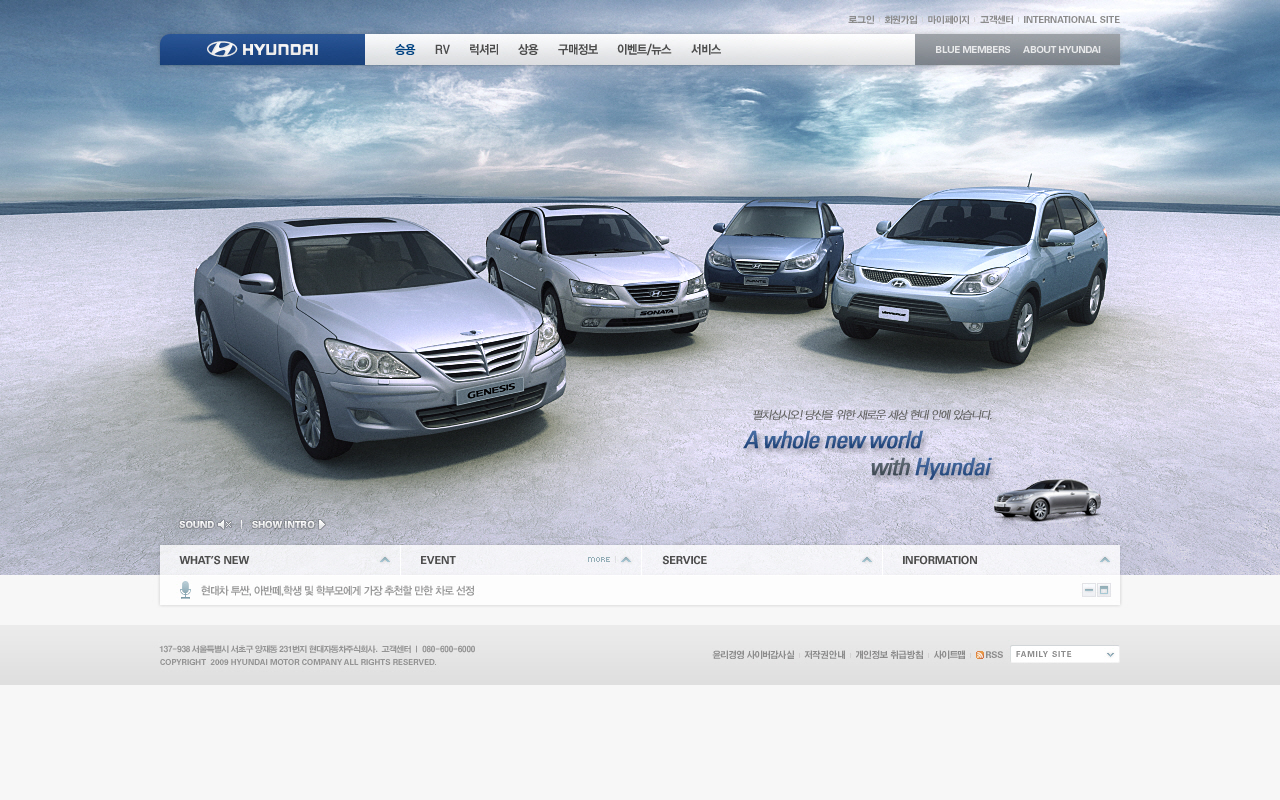 로그인 회원가입 마이페이지 고객센터 INTERNATIONAL SITE
HYUNDAI 승용 RV 럭셔리 상용 구매정보 이벤트/뉴스 서비스 BLUE MEMBERS ABOUT HYUNDAI
AVANTE
SONATA
GENESIS
펼치십시오! 당신을 위한 새로운 세상 현대 안에 있습니다.
A whole new world
with Hyundai
SOUND | SHOW INTRO
WHAT'S NEW EVENT MORE SERVICE INFORMATION
현대차 투싼, 아반떼,학생 및 학부모에게 가장 추천할 만한 차로 선정
137-938 서울특별시 서초구 양재동 231번지 현대자동차주식회사. 고객센터 | 080-600-6000
COPYRIGHT 2009 HYUNDAI MOTOR COMPANY ALL RIGHTS RESERVED.
윤리경영 사이버감사실 저작권안내 개인정보 취급방침 사이트맵 RSS FAMILY SITE